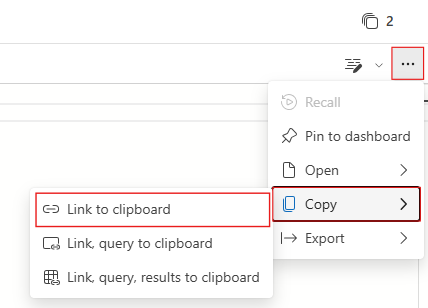 2
...
Recall
Pin to dashboard
Open
Copy
Export
Link to clipboard
Link, query to clipboard
Link, query, results to clipboard